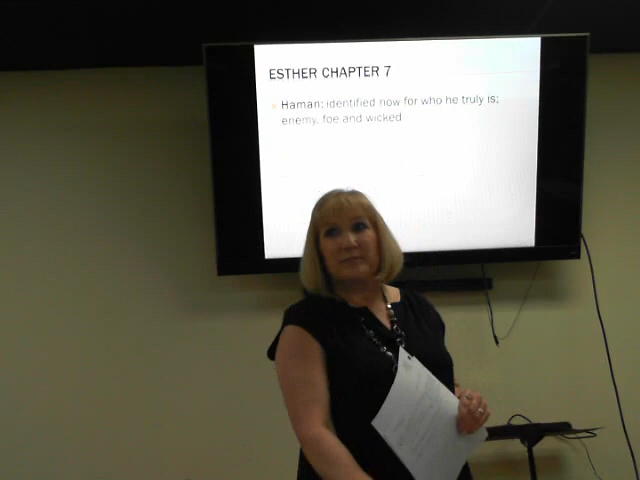 ESTHER CHAPTER 7
Haman: identified now for who he truly is;
enemy, foe and wicked